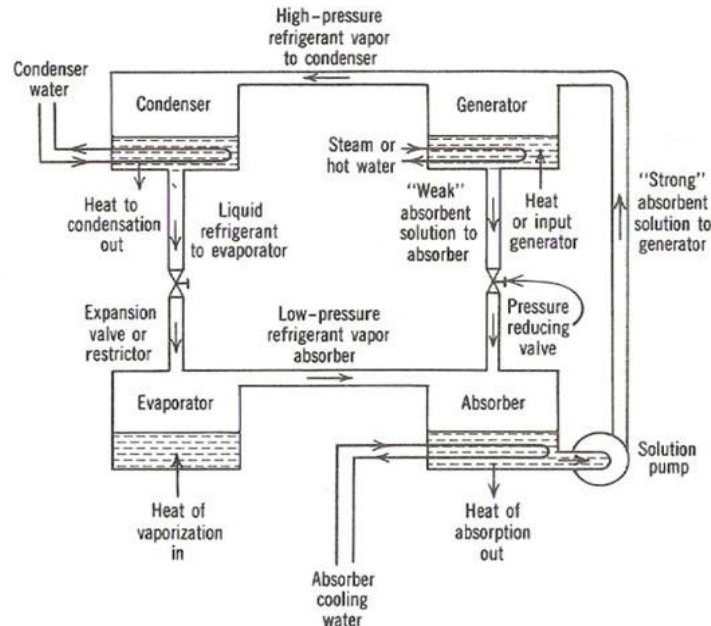 High-pressure
refrigerant vapor
to condenser
Condenser
water
Condenser
Generator
Steam or
hot water
"Weak"
absorbent
solution to
absorber
Heat
or input
generator
"Strong"
absorbent
solution to
generator
Heat to
condensation
out
Liquid
refrigerant
to evaporator
Expansion
valve or
restrictor
Low-pressure
refrigerant vapor
absorber
Pressure
reducing
valve
Evaporator
Absorber
Solution
pump
Heat of
vaporization
in
Heat of
absorption
out
Absorber
cooling
water